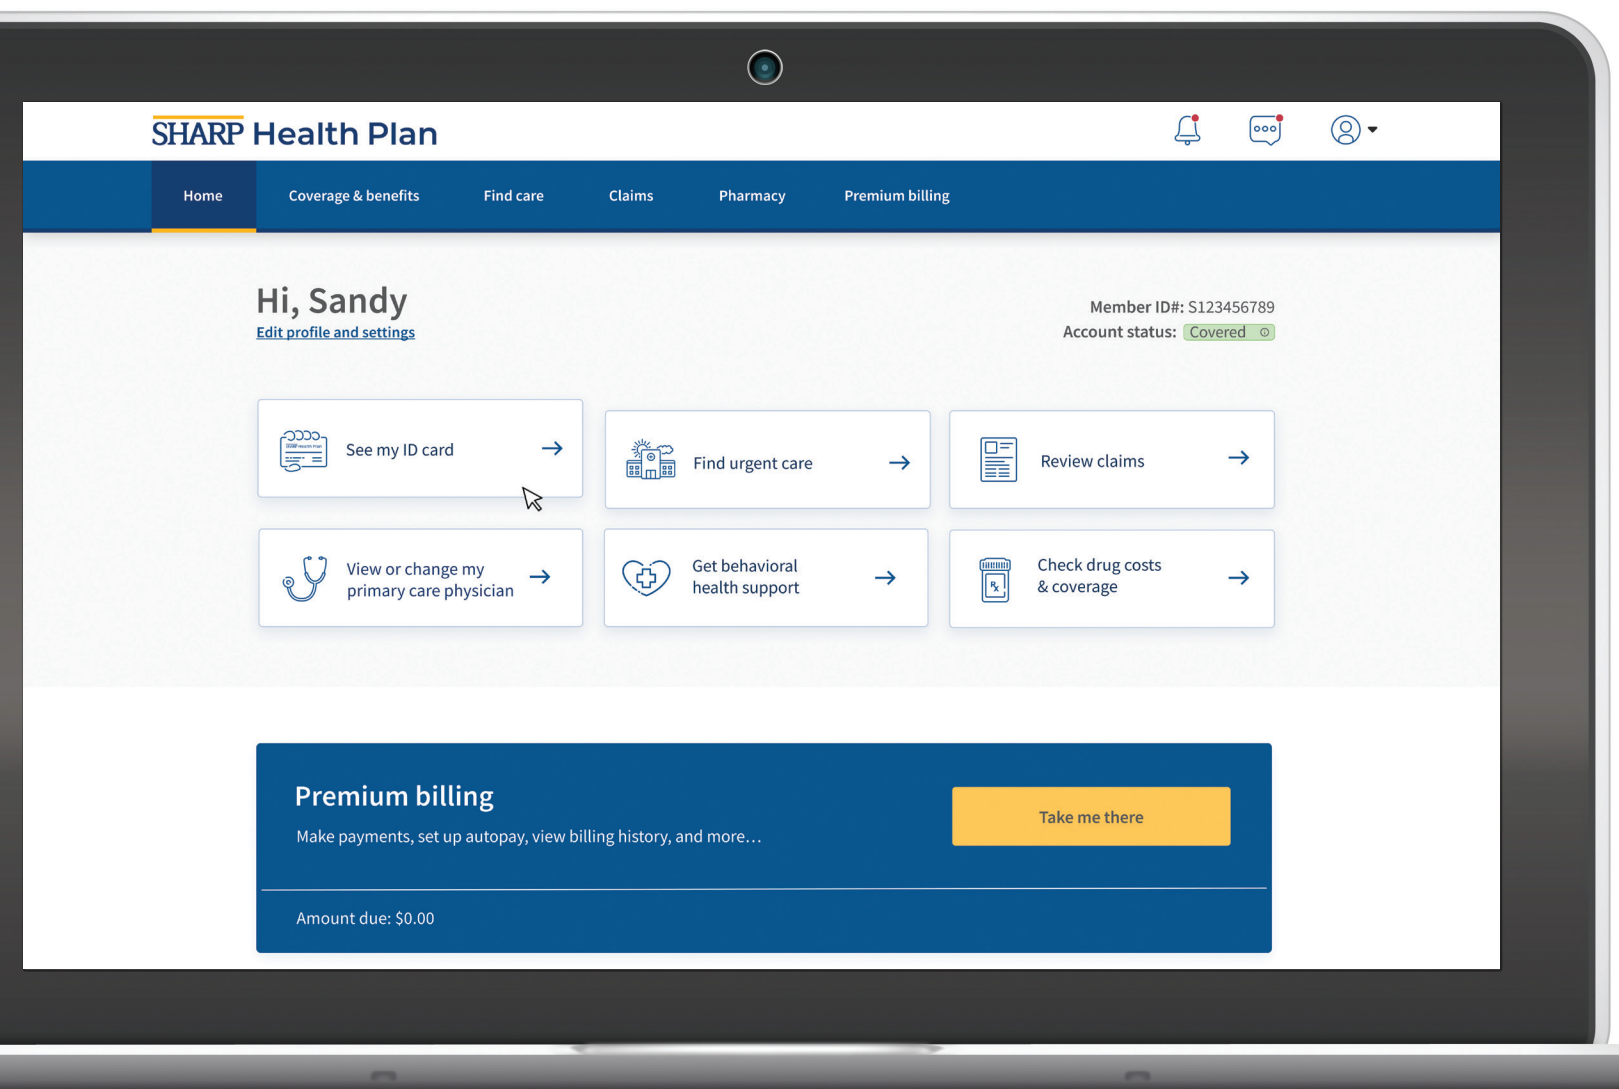 SHARP Health Plan
Home Coverage & benefits Find care Claims Pharmacy Premium billing
Hi, Sandy
Edit profile and settings
Member ID#: S123456789
Account status: Covered
See my ID card
Find urgent care
Review claims
View or change my
primary care physician
Get behavioral
health support
Check drug costs
& coverage
Rx
Premium billing
Make payments, set up autopay, view billing history, and more...
Take me there
Amount due: $0.00